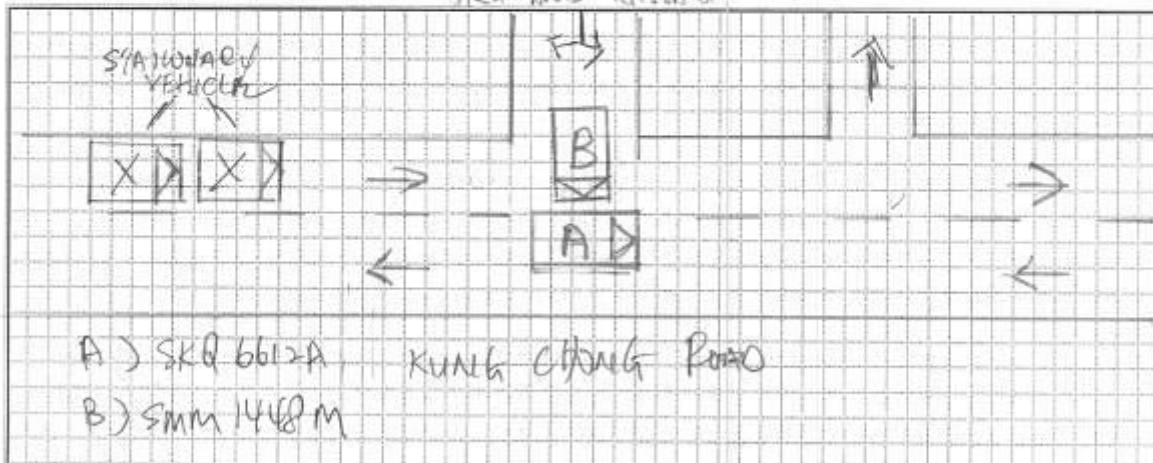 STATIONARY
VEHICLE
X X B
A
A) SKQ 6612A KUNG CHONG ROAD
B) SMM 1448M